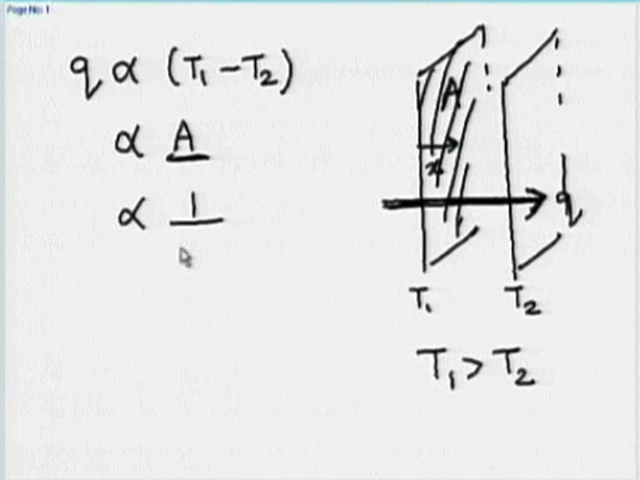 Page No: 1
q ∝ (T₁ - T₂)
∝ A
∝ 1
A
x
q
T₁ T₂
T₁ > T₂